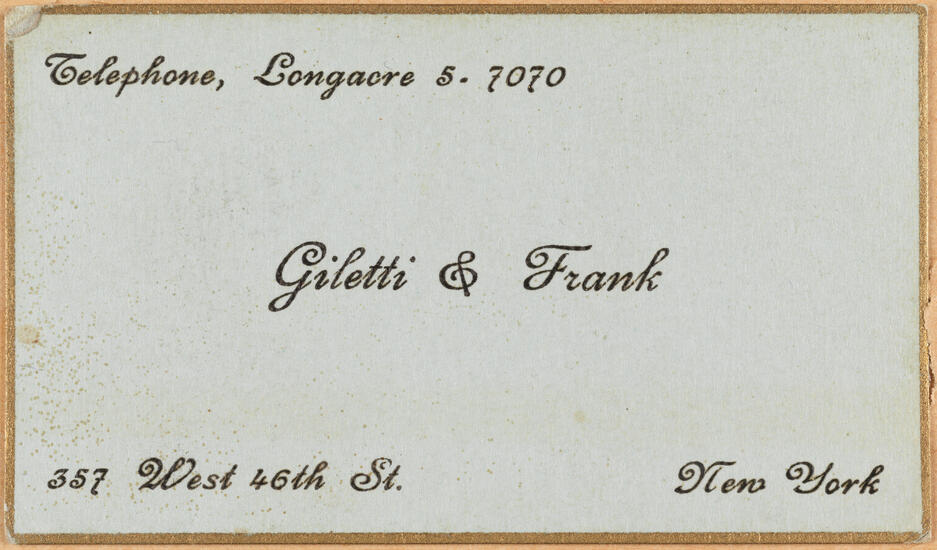 Telephone, Longacre 5. 7070
Giletti & Frank
357 West 46th St. New York